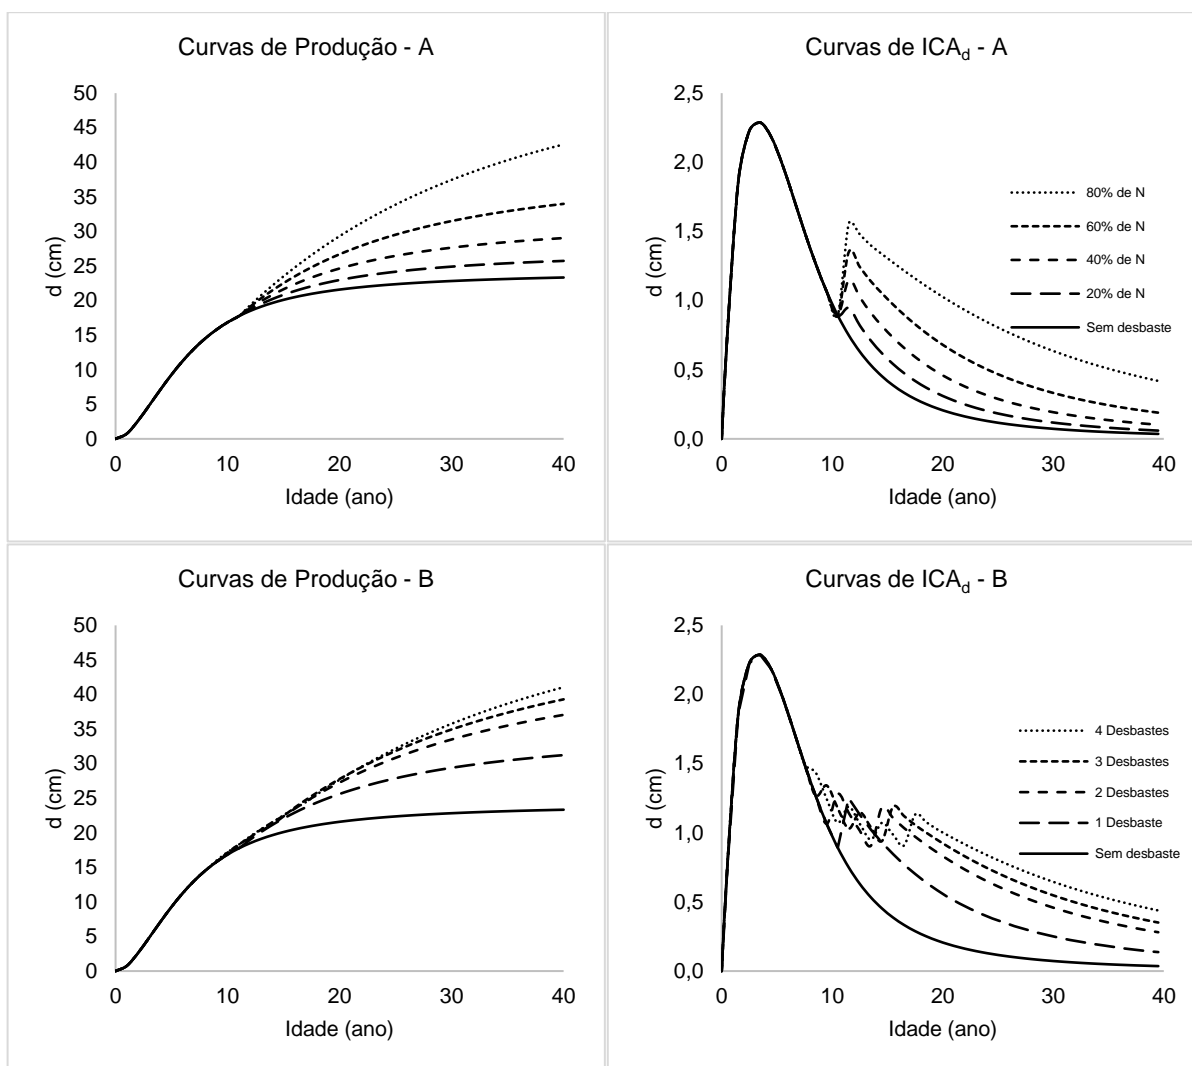 Curvas de Produção - A
50
45
40
35
30
25
20
15
10
5
0
d (cm)
0 10 20 30 40
Idade (ano)
Curvas de ICAd - A
2,5
2,0
1,5
1,0
0,5
0,0
d (cm)
80% de N
60% de N
40% de N
20% de N
Sem desbaste
0 10 20 30 40
Idade (ano)
Curvas de Produção - B
50
45
40
35
30
25
20
15
10
5
0
d (cm)
0 10 20 30 40
Idade (ano)
Curvas de ICAd - B
2,5
2,0
1,5
1,0
0,5
0,0
d (cm)
4 Desbastes
3 Desbastes
2 Desbastes
1 Desbaste
Sem desbaste
0 10 20 30 40
Idade (ano)